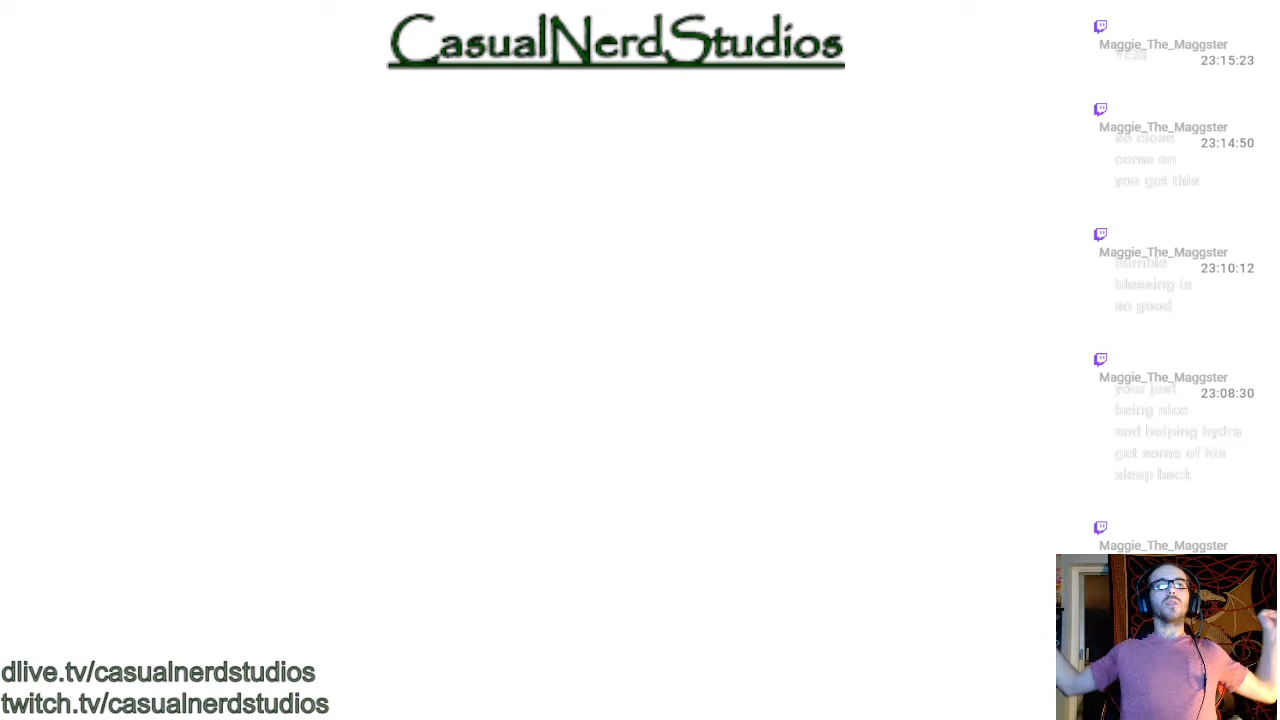 CasualNerdStudios
Maggie_The_Maggster
23:15:23
Maggie_The_Maggster
so close
23:14:50
come on
you got this
Maggie_The_Maggster
humble
23:10:12
blessing is
so good
Maggie_The_Maggster
your just
23:08:30
being nice
and helping hydra
get some of his
sleep back
Maggie_The_Maggster
dlive.tv/casualnerdstudios
twitch.tv/casualnerdstudios